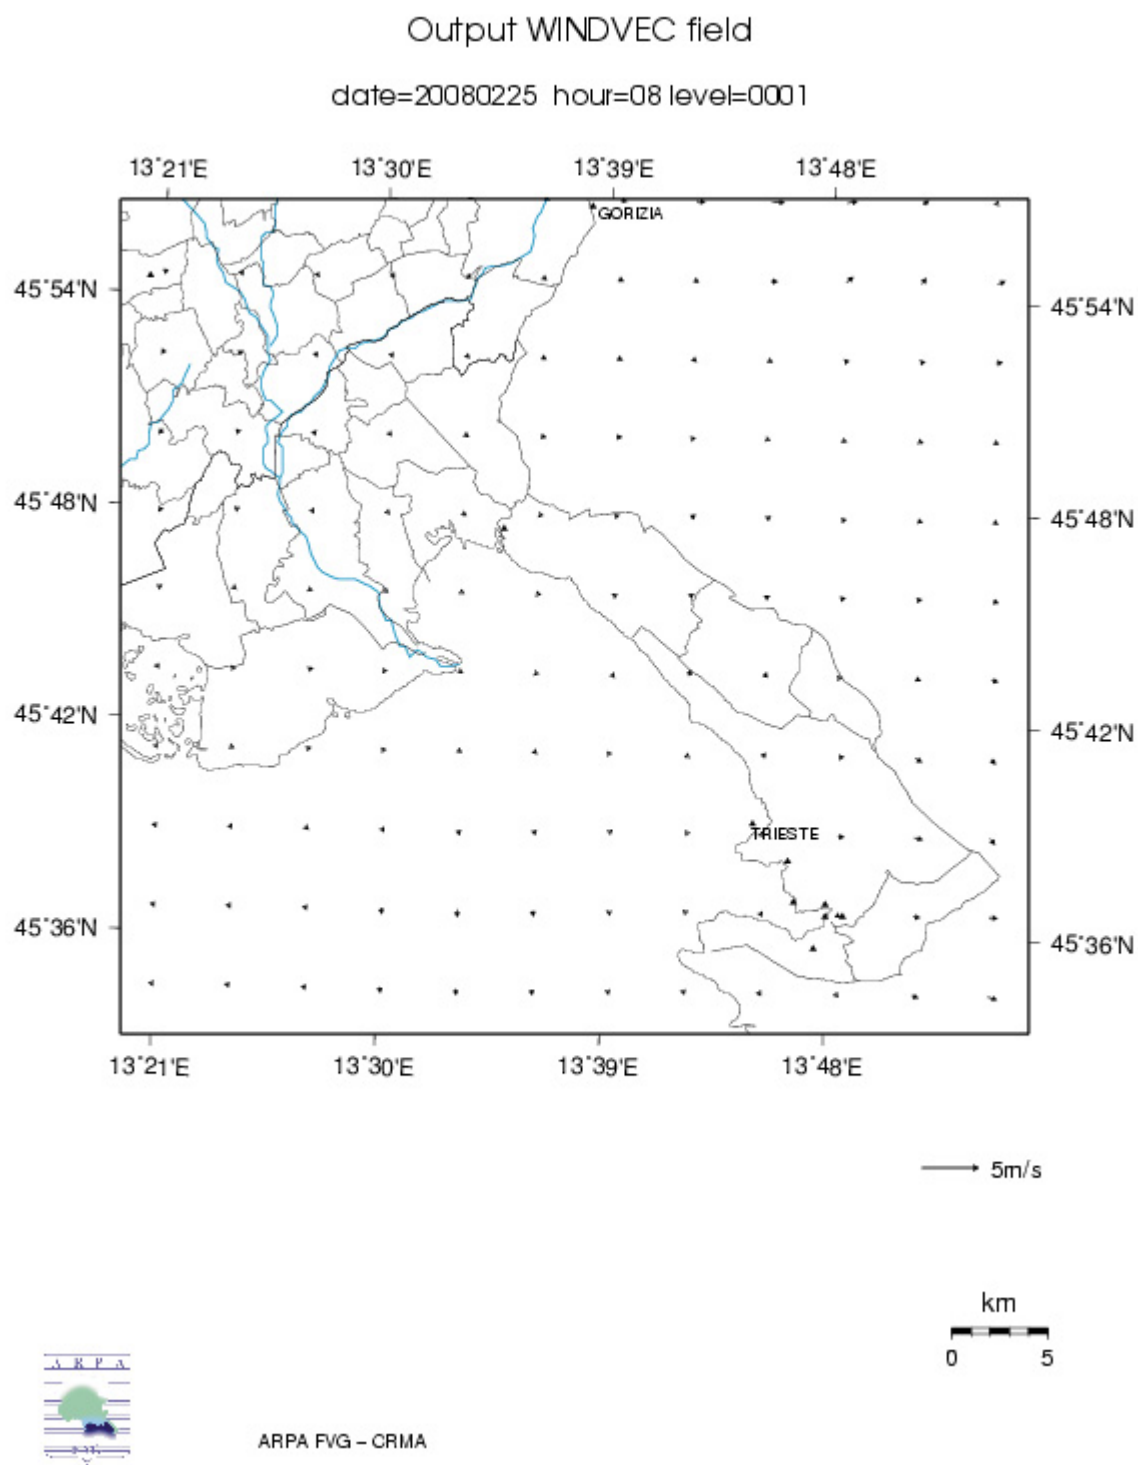 Output WINDVEC field
date=20080225 hour=08 level=0001
13°21'E 13°30'E 13°39'E 13°48'E
GORIZIA
45°54'N 45°54'N
45°48'N 45°48'N
45°42'N 45°42'N
TRIESTE
45°36'N 45°36'N
13°21'E 13°30'E 13°39'E 13°48'E
5m/s
km
0 5
A R P A
ARPA FVG – CRMA